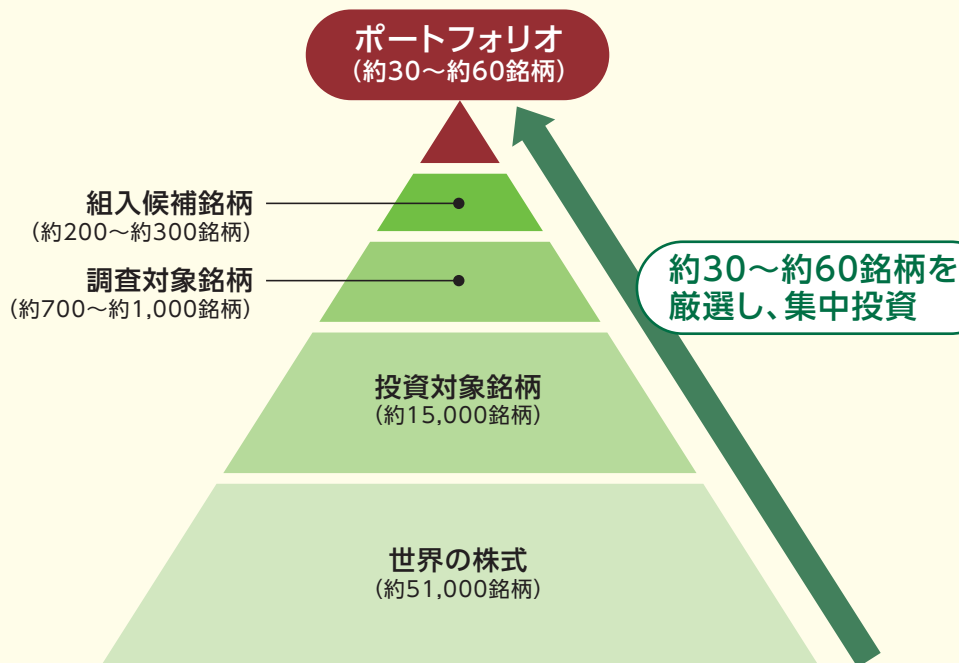 ポートフォリオ
(約30～約60銘柄)
組入候補銘柄
(約200～約300銘柄)
調査対象銘柄
(約700～約1,000銘柄)
約30～約60銘柄を
厳選し、集中投資
投資対象銘柄
(約15,000銘柄)
世界の株式
(約51,000銘柄)